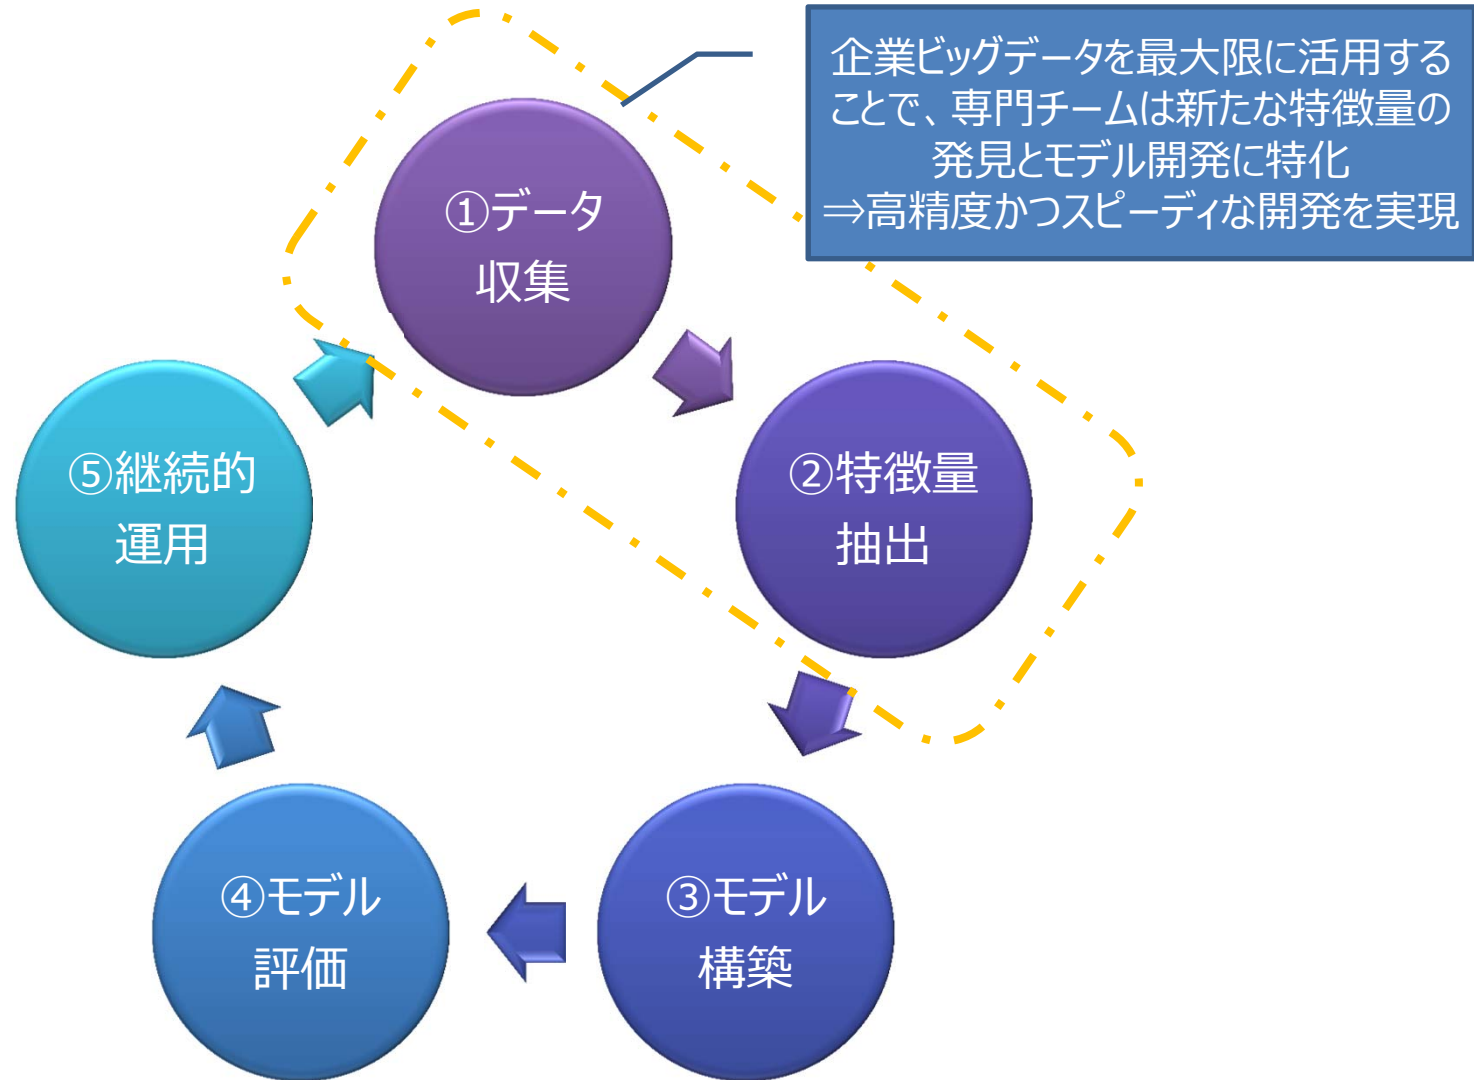 企業ビッグデータを最大限に活用する
ことで、専門チームは新たな特徴量の
発見とモデル開発に特化
⇒高精度かつスピーディな開発を実現
①データ
収集
②特徴量
抽出
③モデル
構築
④モデル
評価
⑤継続的
運用